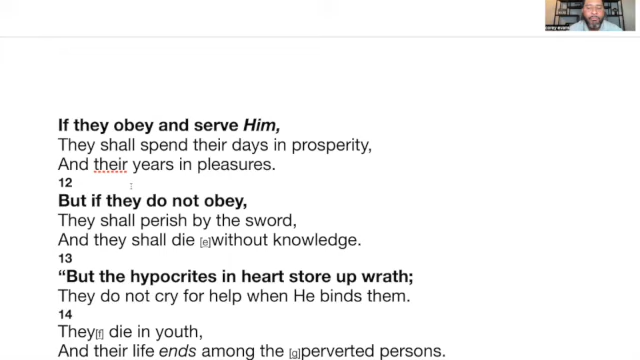 corey evans
If they obey and serve Him,
They shall spend their days in prosperity,
And their years in pleasures.
12
But if they do not obey,
They shall perish by the sword,
And they shall die [e]without knowledge.
13
“But the hypocrites in heart store up wrath;
They do not cry for help when He binds them.
14
They[f] die in youth,
And their life ends among the [g]perverted persons.